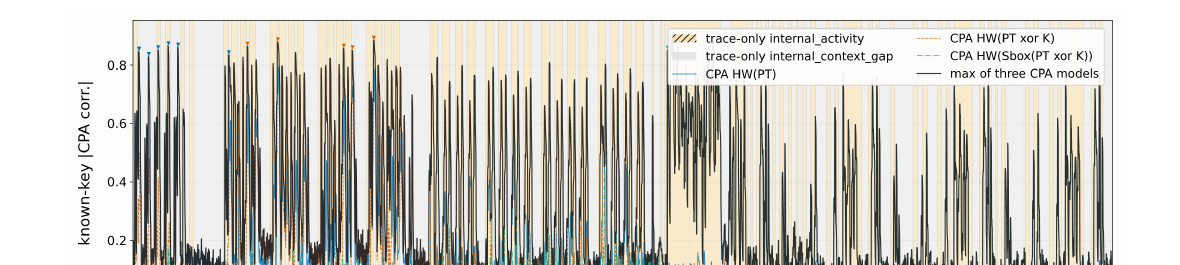 trace-only internal_activity
trace-only internal_context_gap
CPA HW(PT)
CPA HW(PT xor K)
CPA HW(Sbox(PT xor K))
max of three CPA models
known-key |CPA corr.|
0.8
0.6
0.4
0.2